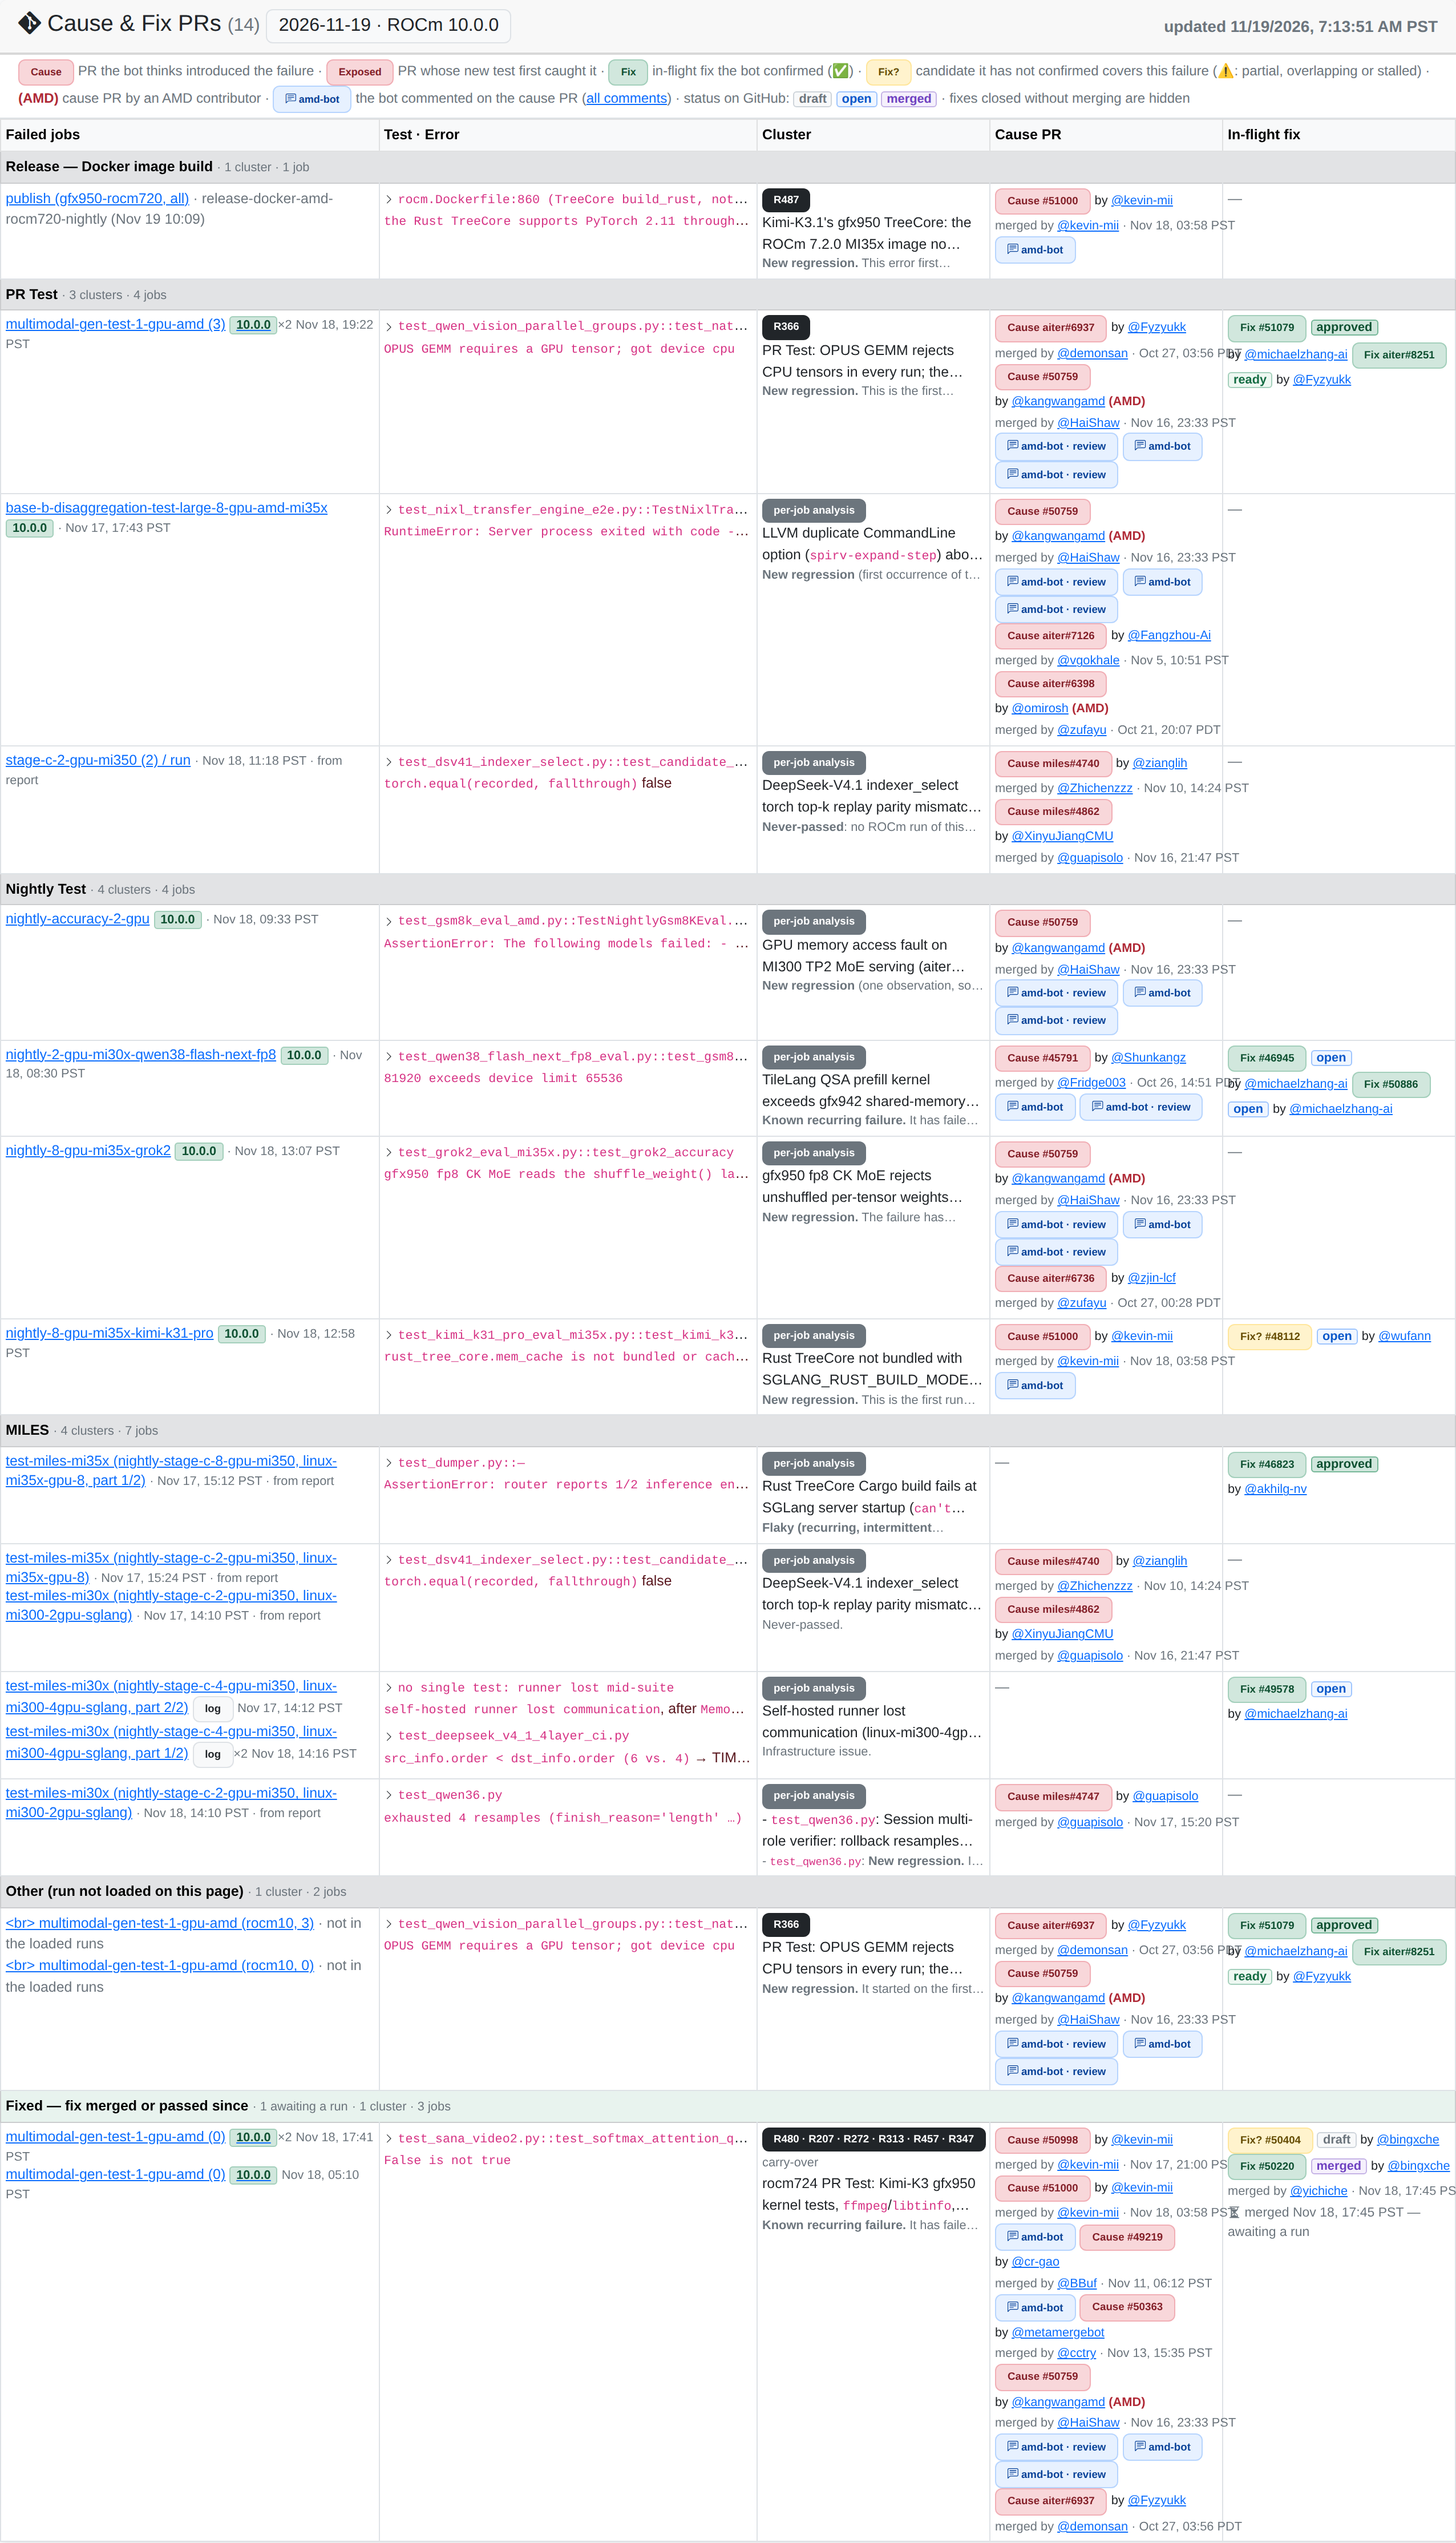 Cause & Fix PRs (14) 2026-11-19 · ROCm 10.0.0
updated 11/19/2026, 7:13:51 AM PST
Cause PR the bot thinks introduced the failure · Exposed PR whose new test first caught it · Fix in-flight fix the bot confirmed (✅) · Fix? candidate it has not confirmed covers this failure (⚠️: partial, overlapping or stalled) ·
(AMD) cause PR by an AMD contributor · amd-bot the bot commented on the cause PR (all comments) · status on GitHub: draft open merged · fixes closed without merging are hidden
Failed jobs Test · Error Cluster Cause PR In-flight fix
Release — Docker image build · 1 cluster · 1 job
publish (gfx950-rocm720, all) · release-docker-amd-
rocm720-nightly (Nov 19 10:09)
rocm.Dockerfile:860 (TreeCore build_rust, not…
the Rust TreeCore supports PyTorch 2.11 through…
R487
Kimi-K3.1's gfx950 TreeCore: the
ROCm 7.2.0 MI35x image no…
New regression. This error first…
Cause #51000 by @kevin-mii
merged by @kevin-mii · Nov 18, 03:58 PST
amd-bot
—
PR Test · 3 clusters · 4 jobs
multimodal-gen-test-1-gpu-amd (3) 10.0.0 ×2 Nov 18, 19:22
PST
test_qwen_vision_parallel_groups.py::test_nat…
OPUS GEMM requires a GPU tensor; got device cpu
R366
PR Test: OPUS GEMM rejects
CPU tensors in every run; the…
New regression. This is the first…
Cause aiter#6937 by @Fyzyukk
merged by @demonsan · Oct 27, 03:56 PDT
Cause #50759
by @kangwangamd (AMD)
merged by @HaiShaw · Nov 16, 23:33 PST
amd-bot · review amd-bot
amd-bot · review
Fix #51079 approved
by @michaelzhang-ai Fix aiter#8251
ready by @Fyzyukk
base-b-disaggregation-test-large-8-gpu-amd-mi35x
10.0.0 · Nov 17, 17:43 PST
test_nixl_transfer_engine_e2e.py::TestNixlTra…
RuntimeError: Server process exited with code -…
per-job analysis
LLVM duplicate CommandLine
option (spirv-expand-step) abo…
New regression (first occurrence of t…
Cause #50759
by @kangwangamd (AMD)
merged by @HaiShaw · Nov 16, 23:33 PST
amd-bot · review amd-bot
amd-bot · review
Cause aiter#7126 by @Fangzhou-Ai
merged by @vgokhale · Nov 5, 10:51 PST
Cause aiter#6398
by @omirosh (AMD)
merged by @zufayu · Oct 21, 20:07 PDT
—
stage-c-2-gpu-mi350 (2) / run · Nov 18, 11:18 PST · from
report
test_dsv41_indexer_select.py::test_candidate_…
torch.equal(recorded, fallthrough) false
per-job analysis
DeepSeek-V4.1 indexer_select
torch top-k replay parity mismatc…
Never-passed: no ROCm run of this…
Cause miles#4740 by @zianglih
merged by @Zhichenzzz · Nov 10, 14:24 PST
Cause miles#4862
by @XinyuJiangCMU
merged by @guapisolo · Nov 16, 21:47 PST
—
Nightly Test · 4 clusters · 4 jobs
nightly-accuracy-2-gpu 10.0.0 · Nov 18, 09:33 PST
test_gsm8k_eval_amd.py::TestNightlyGsm8KEval.…
AssertionError: The following models failed: - …
per-job analysis
GPU memory access fault on
MI300 TP2 MoE serving (aiter…
New regression (one observation, so…
Cause #50759
by @kangwangamd (AMD)
merged by @HaiShaw · Nov 16, 23:33 PST
amd-bot · review amd-bot
amd-bot · review
—
nightly-2-gpu-mi30x-qwen38-flash-next-fp8 10.0.0 · Nov
18, 08:30 PST
test_qwen38_flash_next_fp8_eval.py::test_gsm8…
81920 exceeds device limit 65536
per-job analysis
TileLang QSA prefill kernel
exceeds gfx942 shared-memory…
Known recurring failure. It has faile…
Cause #45791 by @Shunkangz
merged by @Fridge003 · Oct 26, 14:51 PDT
amd-bot amd-bot · review
Fix #46945 open
by @michaelzhang-ai Fix #50886
open by @michaelzhang-ai
nightly-8-gpu-mi35x-grok2 10.0.0 · Nov 18, 13:07 PST
test_grok2_eval_mi35x.py::test_grok2_accuracy
gfx950 fp8 CK MoE reads the shuffle_weight() la…
per-job analysis
gfx950 fp8 CK MoE rejects
unshuffled per-tensor weights…
New regression. The failure has…
Cause #50759
by @kangwangamd (AMD)
merged by @HaiShaw · Nov 16, 23:33 PST
amd-bot · review amd-bot
amd-bot · review
Cause aiter#6736 by @zjin-lcf
merged by @zufayu · Oct 27, 00:28 PDT
—
nightly-8-gpu-mi35x-kimi-k31-pro 10.0.0 · Nov 18, 12:58
PST
test_kimi_k31_pro_eval_mi35x.py::test_kimi_k3…
rust_tree_core.mem_cache is not bundled or cach…
per-job analysis
Rust TreeCore not bundled with
SGLANG_RUST_BUILD_MODE…
New regression. This is the first run…
Cause #51000 by @kevin-mii
merged by @kevin-mii · Nov 18, 03:58 PST
amd-bot
Fix? #48112 open by @wufann
MILES · 4 clusters · 7 jobs
test-miles-mi35x (nightly-stage-c-8-gpu-mi350, linux-
mi35x-gpu-8, part 1/2) · Nov 17, 15:12 PST · from report
test_dumper.py::—
AssertionError: router reports 1/2 inference en…
per-job analysis
Rust TreeCore Cargo build fails at
SGLang server startup (can't…
Flaky (recurring, intermittent…
—
Fix #46823 approved
by @akhilg-nv
test-miles-mi35x (nightly-stage-c-2-gpu-mi350, linux-
mi35x-gpu-8) · Nov 17, 15:24 PST · from report
test-miles-mi30x (nightly-stage-c-2-gpu-mi350, linux-
mi300-2gpu-sglang) · Nov 17, 14:10 PST · from report
test_dsv41_indexer_select.py::test_candidate_…
torch.equal(recorded, fallthrough) false
per-job analysis
DeepSeek-V4.1 indexer_select
torch top-k replay parity mismatc…
Never-passed.
Cause miles#4740 by @zianglih
merged by @Zhichenzzz · Nov 10, 14:24 PST
Cause miles#4862
by @XinyuJiangCMU
merged by @guapisolo · Nov 16, 21:47 PST
—
test-miles-mi30x (nightly-stage-c-4-gpu-mi350, linux-
mi300-4gpu-sglang, part 2/2) log Nov 17, 14:12 PST
test-miles-mi30x (nightly-stage-c-4-gpu-mi350, linux-
mi300-4gpu-sglang, part 1/2) log ×2 Nov 18, 14:16 PST
no single test: runner lost mid-suite
self-hosted runner lost communication, after Memo…
test_deepseek_v4_1_4layer_ci.py
src_info.order < dst_info.order (6 vs. 4) → TIM…
per-job analysis
Self-hosted runner lost
communication (linux-mi300-4gp…
Infrastructure issue.
—
Fix #49578 open
by @michaelzhang-ai
test-miles-mi30x (nightly-stage-c-2-gpu-mi350, linux-
mi300-2gpu-sglang) · Nov 18, 14:10 PST · from report
test_qwen36.py
exhausted 4 resamples (finish_reason='length' …)
per-job analysis
- test_qwen36.py: Session multi-
role verifier: rollback resamples…
- test_qwen36.py: New regression. I…
Cause miles#4747 by @guapisolo
merged by @guapisolo · Nov 17, 15:20 PST
—
Other (run not loaded on this page) · 1 cluster · 2 jobs
<br> multimodal-gen-test-1-gpu-amd (rocm10, 3) · not in
the loaded runs
<br> multimodal-gen-test-1-gpu-amd (rocm10, 0) · not in
the loaded runs
test_qwen_vision_parallel_groups.py::test_nat…
OPUS GEMM requires a GPU tensor; got device cpu
R366
PR Test: OPUS GEMM rejects
CPU tensors in every run; the…
New regression. It started on the first…
Cause aiter#6937 by @Fyzyukk
merged by @demonsan · Oct 27, 03:56 PDT
Cause #50759
by @kangwangamd (AMD)
merged by @HaiShaw · Nov 16, 23:33 PST
amd-bot · review amd-bot
amd-bot · review
Fix #51079 approved
by @michaelzhang-ai Fix aiter#8251
ready by @Fyzyukk
Fixed — fix merged or passed since · 1 awaiting a run · 1 cluster · 3 jobs
multimodal-gen-test-1-gpu-amd (0) 10.0.0 ×2 Nov 18, 17:41
PST
multimodal-gen-test-1-gpu-amd (0) 10.0.0 Nov 18, 05:10
PST
test_sana_video2.py::test_softmax_attention_q…
False is not true
R480 · R207 · R272 · R313 · R457 · R347
carry-over
rocm724 PR Test: Kimi-K3 gfx950
kernel tests, ffmpeg/libtinfo,…
Known recurring failure. It has faile…
Cause #50998 by @kevin-mii
merged by @kevin-mii · Nov 17, 21:00 PS
Cause #51000 by @kevin-mii
merged by @kevin-mii · Nov 18, 03:58 PST
amd-bot Cause #49219
by @cr-gao
merged by @BBuf · Nov 11, 06:12 PST
amd-bot Cause #50363
by @metamergebot
merged by @cctry · Nov 13, 15:35 PST
Cause #50759
by @kangwangamd (AMD)
merged by @HaiShaw · Nov 16, 23:33 PST
amd-bot · review amd-bot
amd-bot · review
Cause aiter#6937 by @Fyzyukk
merged by @demonsan · Oct 27, 03:56 PDT
Fix? #50404 draft by @bingxche
Fix #50220 merged by @bingxche
merged by @yichiche · Nov 18, 17:45 PS
⏳ merged Nov 18, 17:45 PST —
awaiting a run